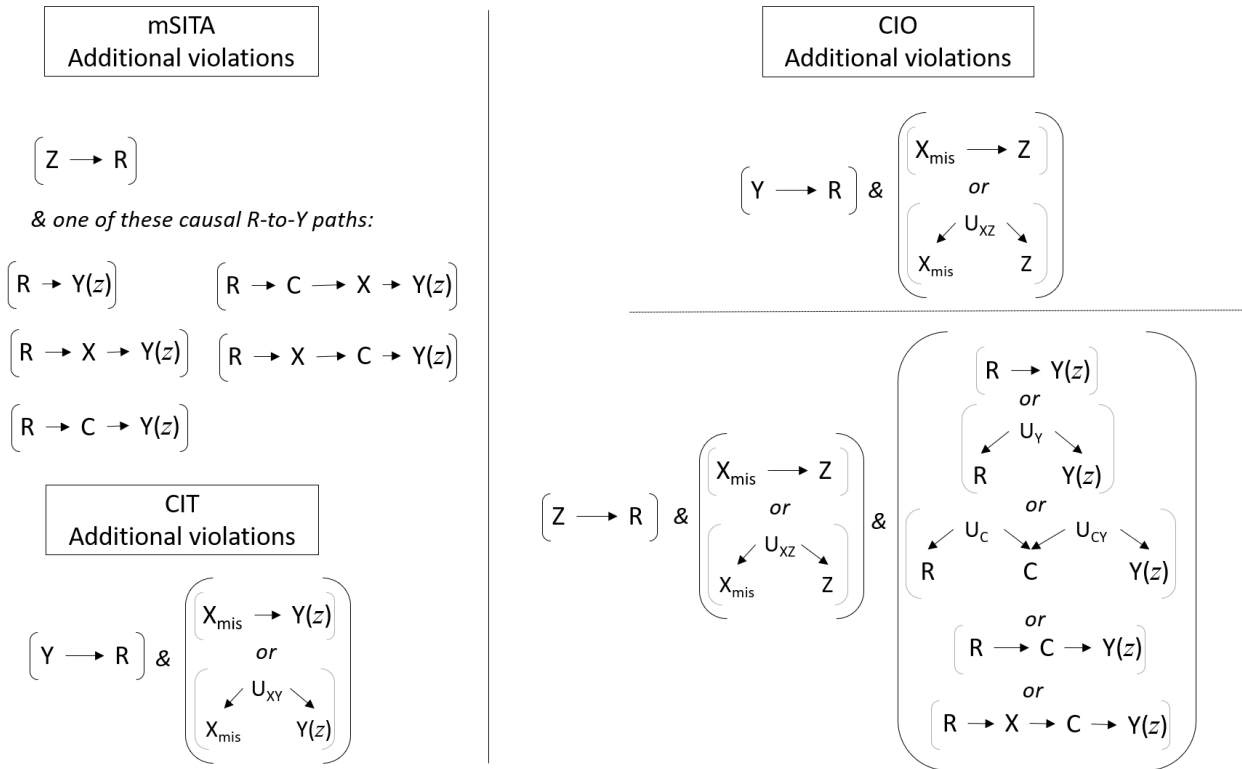 mSITA
Additional violations
Z → R
& one of these causal R-to-Y paths:
R → Y(z)
R → C → X → Y(z)
R → X → Y(z)
R → X → C → Y(z)
R → C → Y(z)
CIT
Additional violations
Y → R
&
X_mis → Y(z)
or
U_XY
X_mis Y(z)
CIO
Additional violations
Y → R
&
X_mis → Z
or
U_XZ
X_mis Z
Z → R
&
X_mis → Z
or
U_XZ
X_mis Z
&
R → Y(z)
or
U_Y
R Y(z)
or
U_C U_CY
R C Y(z)
or
R → C → Y(z)
or
R → X → C → Y(z)